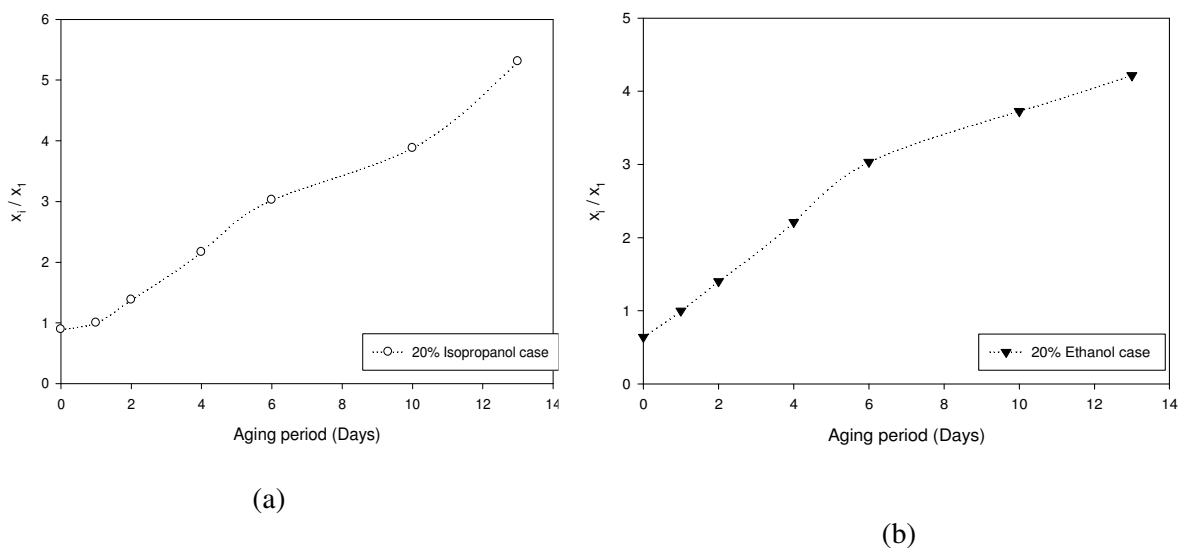 6
5
4
3
2
1
0
x_i / x_1
0 2 4 6 8 10 12 14
Aging period (Days)
20% Isopropanol case
(a)
5
4
3
2
1
0
x_i / x_1
0 2 4 6 8 10 12 14
Aging period (Days)
20% Ethanol case
(b)